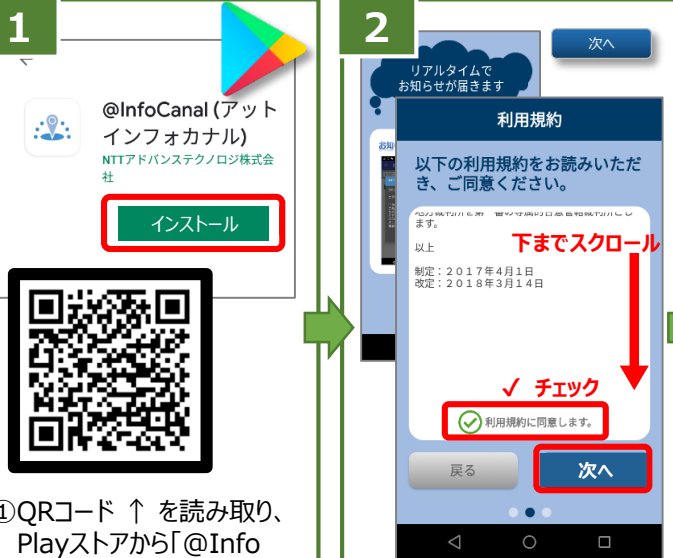 1
@InfoCanal (アット
インフォカナル)
NTTアドバンステクノロジ株式会
社
インストール
①QRコード ↑ を読み取り、
Playストアから「@Info
2
次へ
リアルタイムで
お知らせが届きます
お知
利用規約
以下の利用規約をお読みいただ
き、ご同意ください。
ます。
以上
下までスクロール
制定：２０１７年４月１日
改定：２０１８年３月１４日
✓ チェック
利用規約に同意します。
戻る
次へ